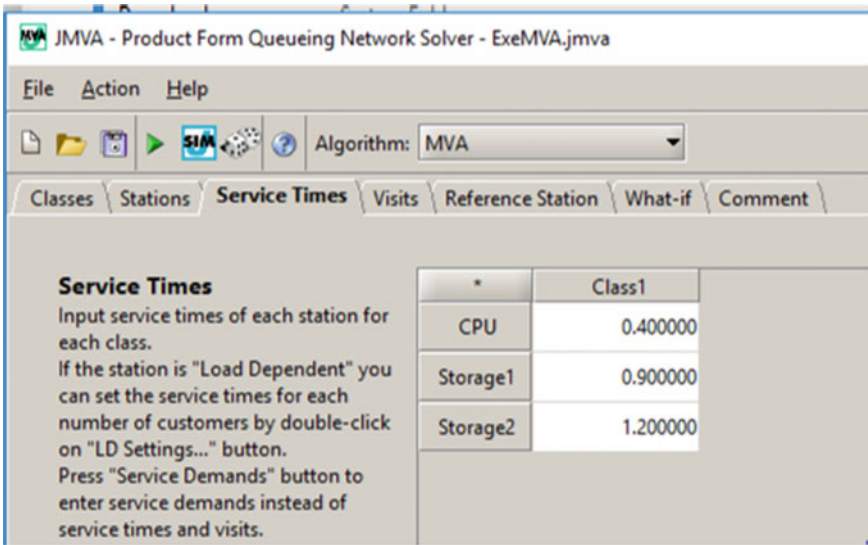 MVA JMVA - Product Form Queueing Network Solver - ExeMVA.jmva
File Action Help
SIM ? Algorithm: MVA
Classes Stations Service Times Visits Reference Station What-if Comment
Service Times
Input service times of each station for
each class.
If the station is "Load Dependent" you
can set the service times for each
number of customers by double-click
on "LD Settings..." button.
Press "Service Demands" button to
enter service demands instead of
service times and visits.
* Class1
CPU 0.400000
Storage1 0.900000
Storage2 1.200000